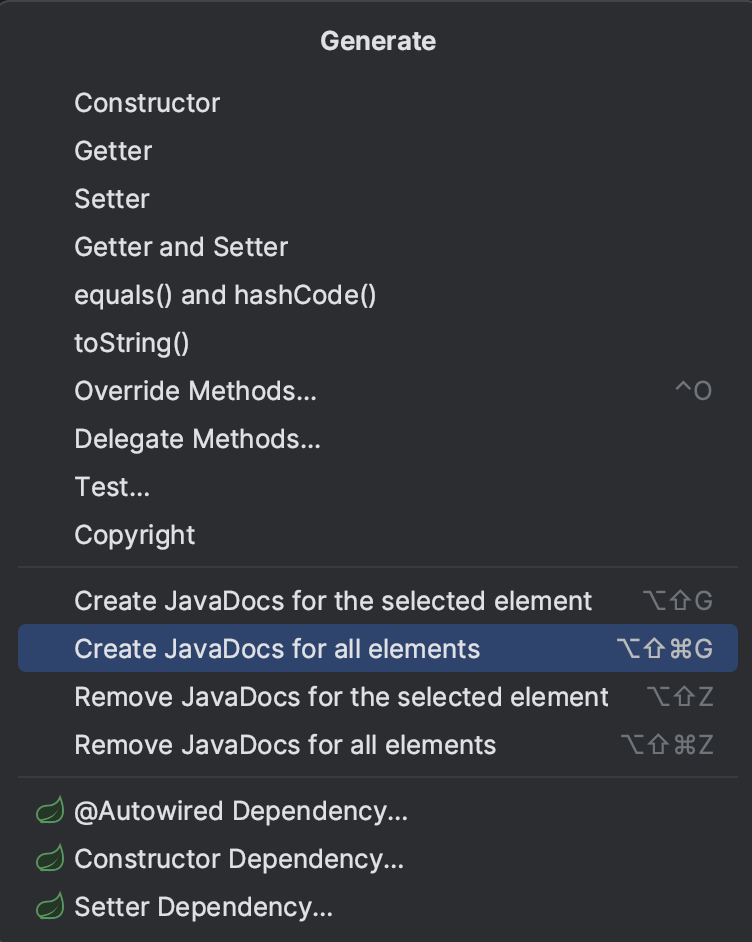 Generate
Constructor
Getter
Setter
Getter and Setter
equals() and hashCode()
toString()
Override Methods... ^O
Delegate Methods...
Test...
Copyright
Create JavaDocs for the selected element ⌥⇧G
Create JavaDocs for all elements ⌥⇧⌘G
Remove JavaDocs for the selected element ⌥⇧Z
Remove JavaDocs for all elements ⌥⇧⌘Z
@Autowired Dependency...
Constructor Dependency...
Setter Dependency...